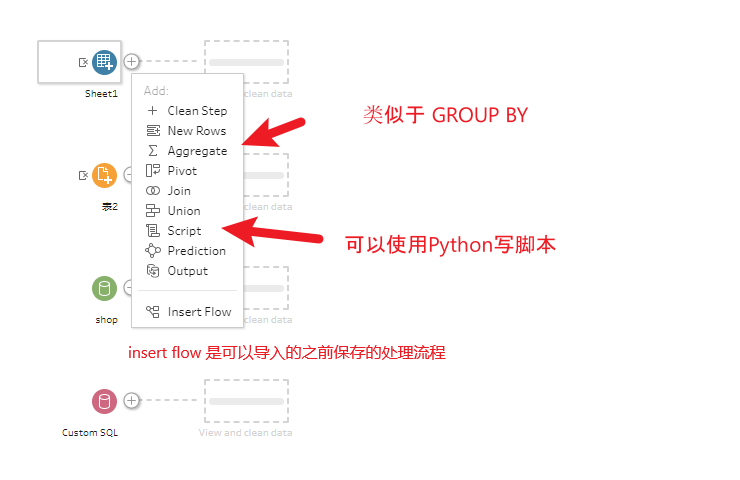 Sheet1
Add:
Clean Step
New Rows
Aggregate
Pivot
Join
Union
Script
Prediction
Output
Insert Flow
clean data
类似于 GROUP BY
表2
clean data
可以使用Python写脚本
shop
clean data
insert flow 是可以导入的之前保存的处理流程
Custom SQL
View and clean data